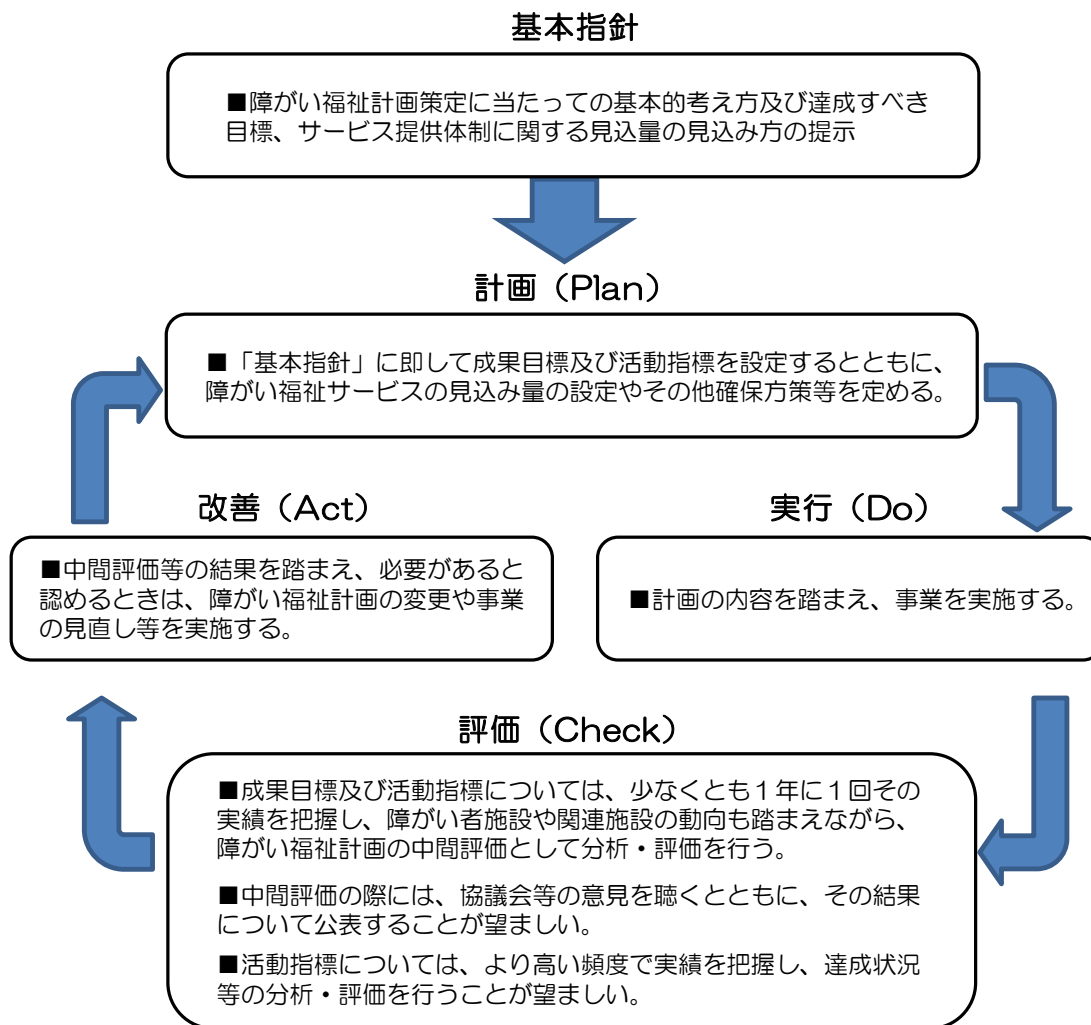 基本指針
■障がい福祉計画策定に当たっての基本的考え方及び達成すべき
目標、サービス提供体制に関する見込量の見込み方の提示
計画（Plan）
■「基本指針」に即して成果目標及び活動指標を設定するとともに、
障がい福祉サービスの見込み量の設定やその他確保方策等を定める。
改善（Act）
■中間評価等の結果を踏まえ、必要があると
認めるときは、障がい福祉計画の変更や事業
の見直し等を実施する。
実行（Do）
■計画の内容を踏まえ、事業を実施する。
評価（Check）
■成果目標及び活動指標については、少なくとも１年に１回その
実績を把握し、障がい者施設や関連施設の動向も踏まえながら、
障がい福祉計画の中間評価として分析・評価を行う。
■中間評価の際には、協議会等の意見を聴くとともに、その結果
について公表することが望ましい。
■活動指標については、より高い頻度で実績を把握し、達成状況
等の分析・評価を行うことが望ましい。